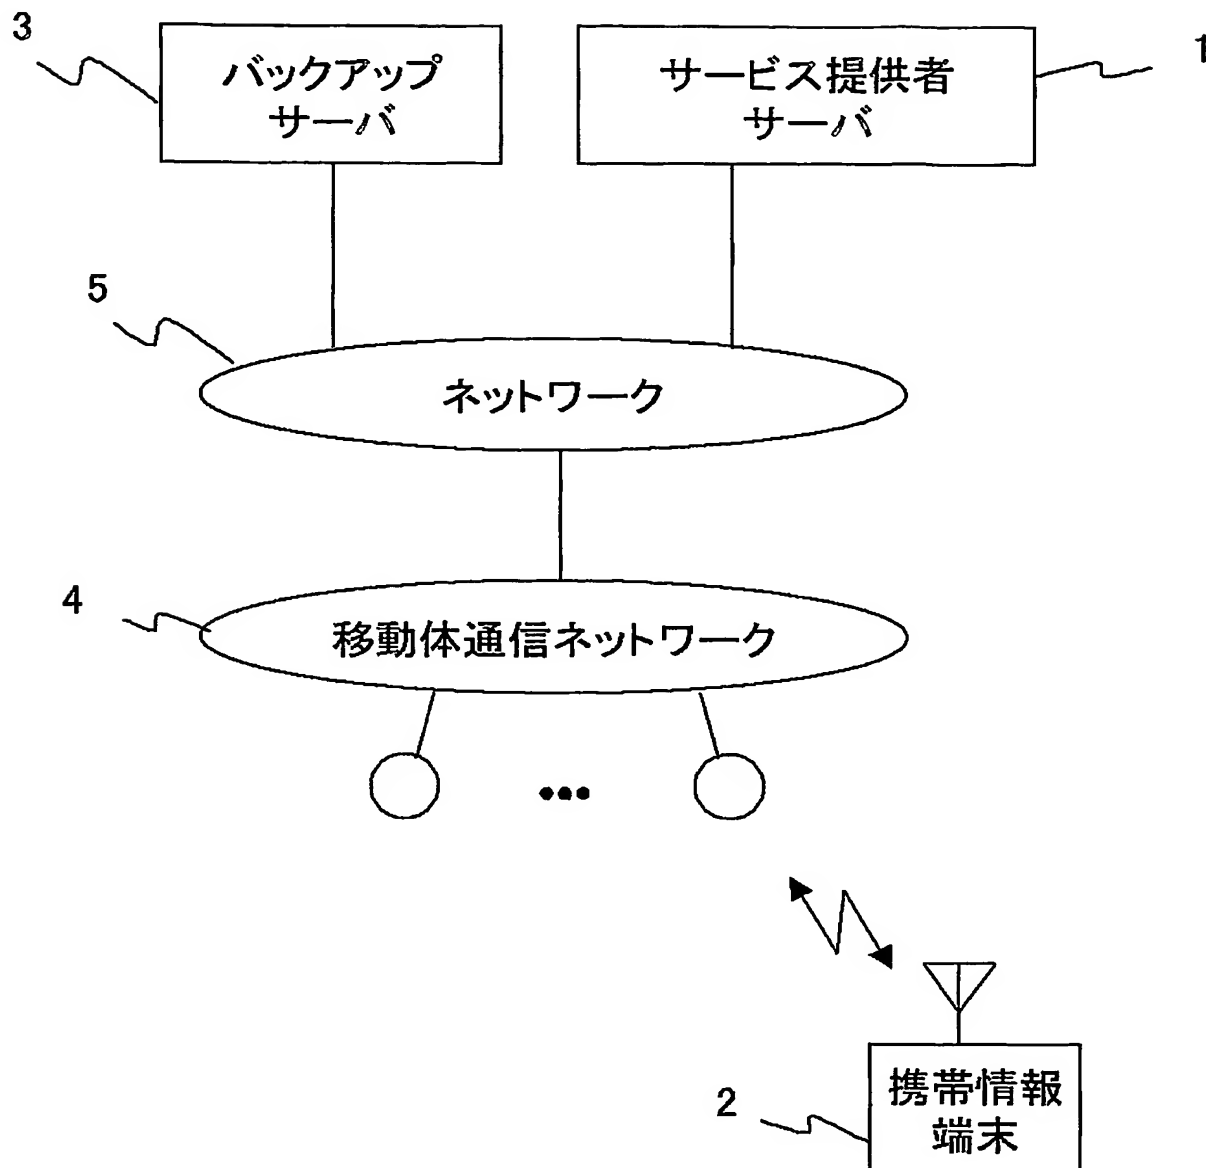 3
バックアップ
サーバ
サービス提供者
サーバ
1
5
ネットワーク
4
移動体通信ネットワーク
2
携帯情報
端末